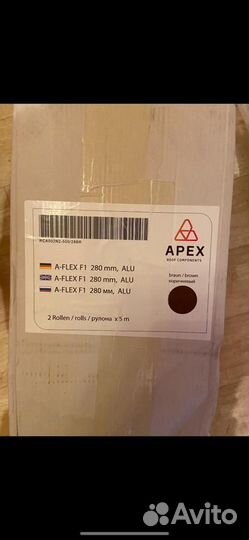 APEX
ROOF COMPONENTS
A-FLEX F1 280 mm, ALU
A-FLEX F1 280 mm, ALU
A-FLEX F1 280 мм, ALU
braun / brown
коричневый
2 Rollen / rolls / рулона x 5 m
Avito